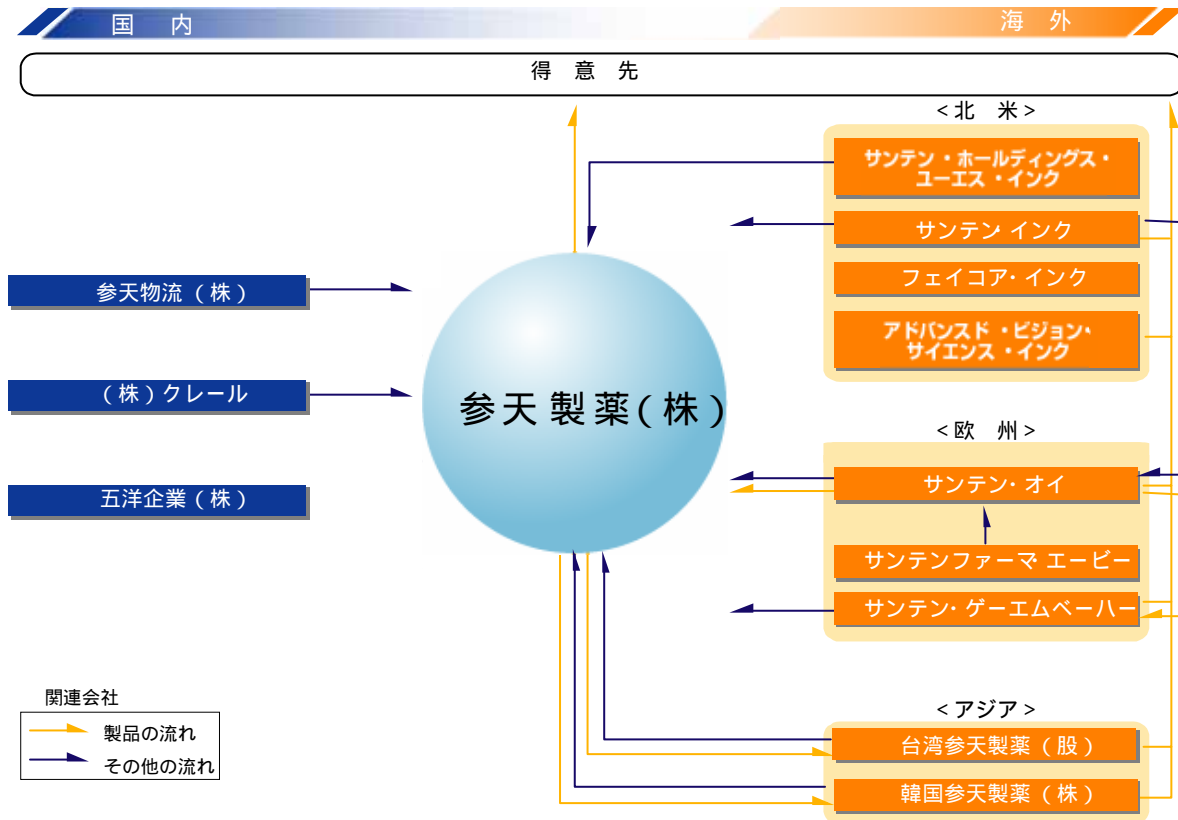 国 内
海 外
得 意 先
＜北 米＞
サンテン・ホールディングス・
ユーエス・インク
サンテン・インク
フェイコア・インク
アドバンスド・ビジョン・
サイエンス・インク
参天物流（株）
（株）クレール
五洋企業（株）
参天製薬（株）
＜欧 州＞
サンテン・オイ
サンテンファーマ・エービー
サンテン・ゲーエムベーハー
＜アジア＞
台湾参天製薬（股）
韓国参天製薬（株）
関連会社
製品の流れ
その他の流れ